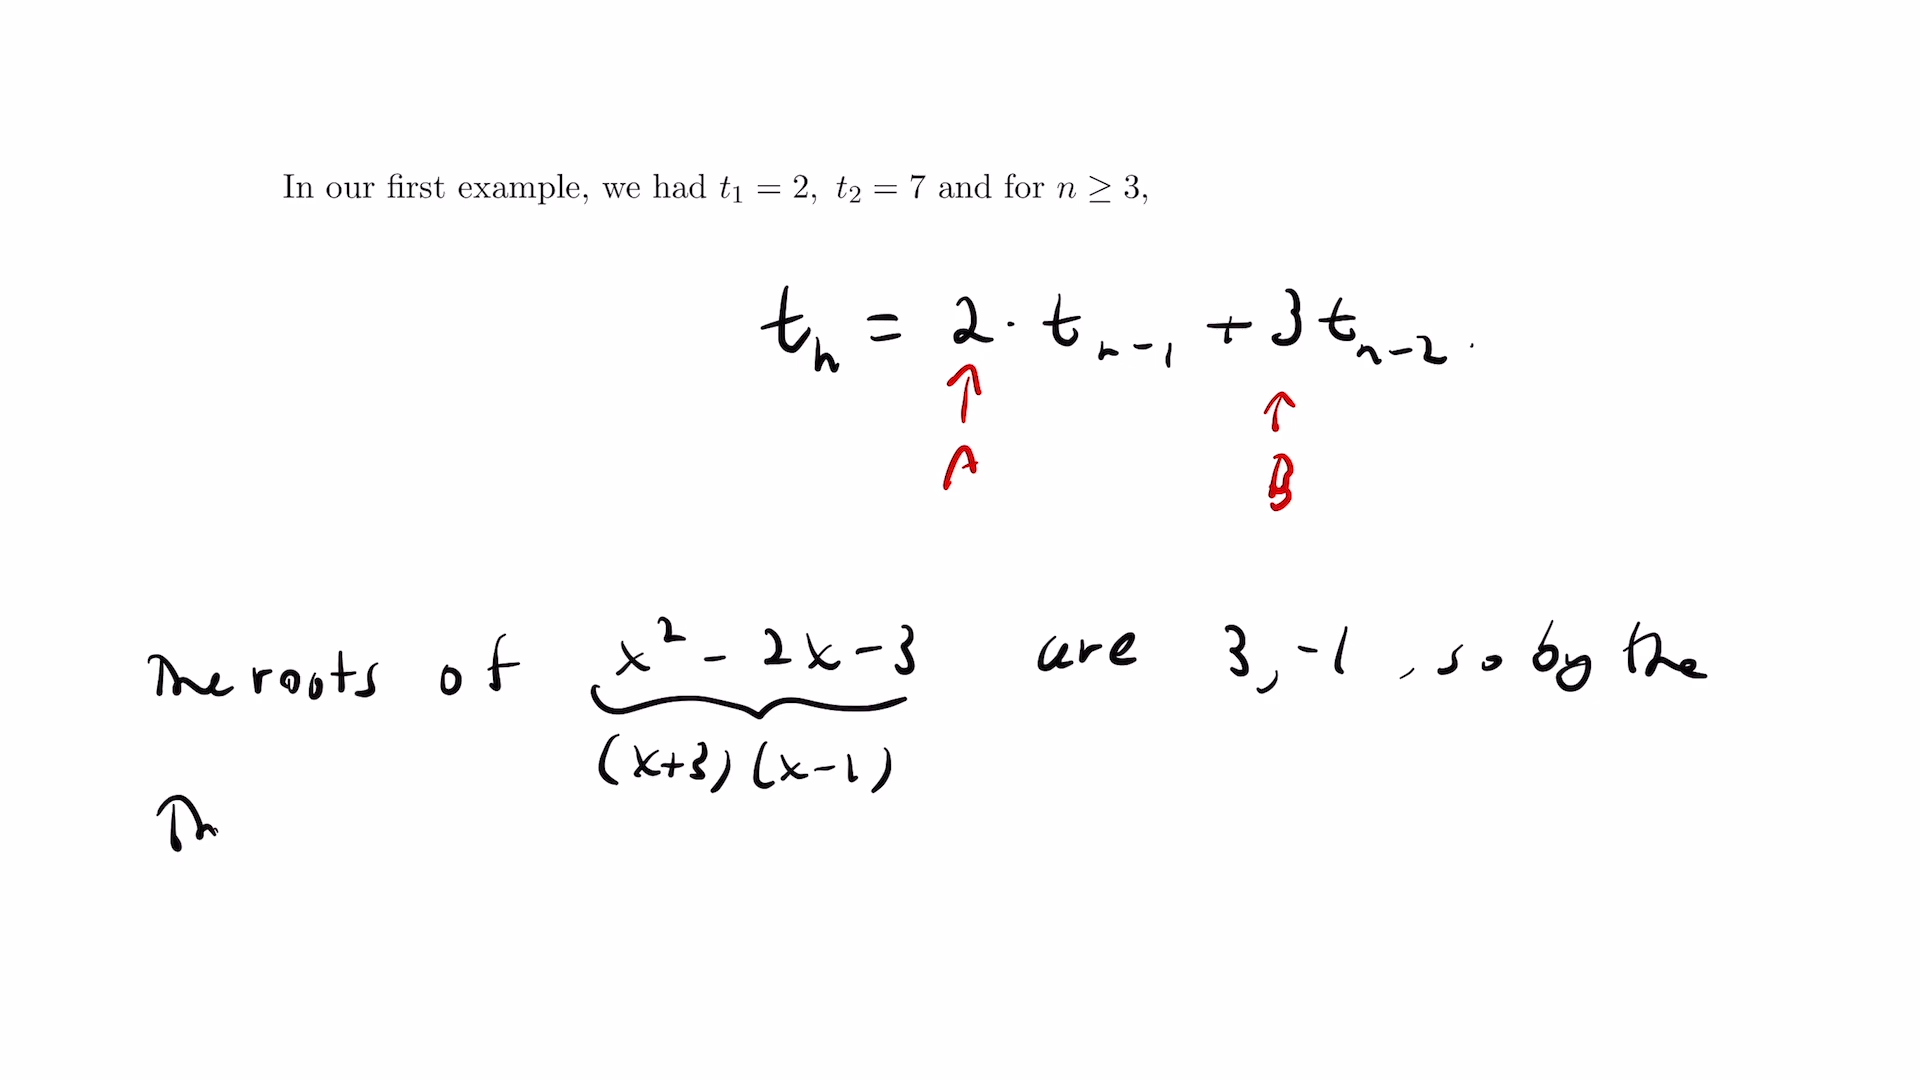 In our first example, we had t₁ = 2, t₂ = 7 and for n ≥ 3,
tₙ = 2 · tₙ₋₁ + 3tₙ₋₂ .
↑ ↑
A B
The roots of x² - 2x - 3 are 3, -1, so by the
(x+3)(x-1)
Th